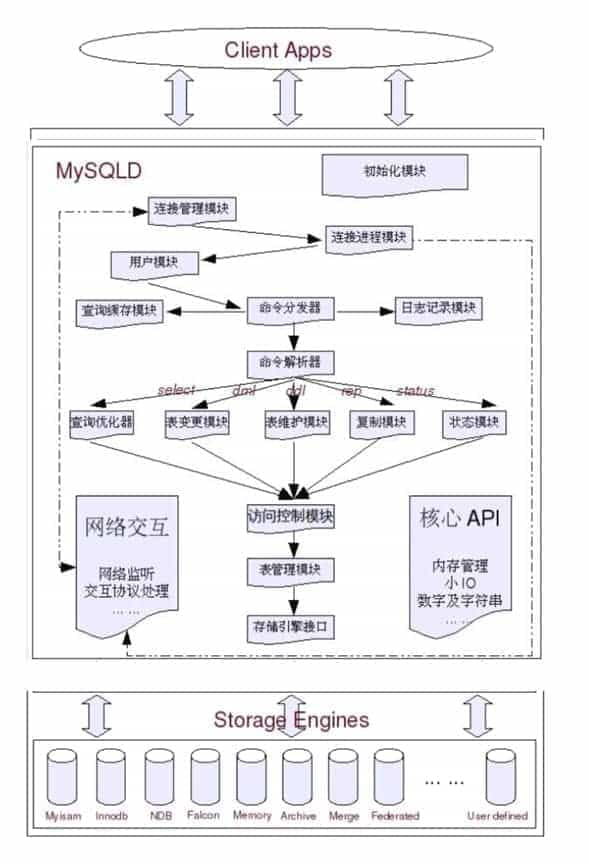 Client Apps
MySQLD
初始化模块
连接管理模块
连接进程模块
用户模块
查询缓存模块
命令分发器
日志记录模块
命令解析器
select
dml
ddl
rep
status
查询优化器
表变更模块
表维护模块
复制模块
状态模块
访问控制模块
网络交互
网络监听
交互协议处理
... ...
核心 API
内存管理
小 IO
数字及字符串
... ...
表管理模块
存储引擎接口
Storage Engines
Myisam
Innodb
NDB
Falcon
Memory
Archive
Merge
Federated
... ...
User defined